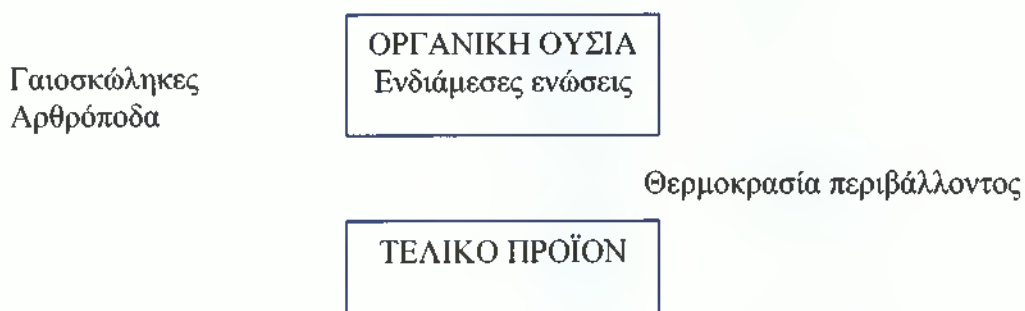 ΟΡΓΑΝΙΚΗ ΟΥΣΙΑ
Ενδιάμεσες ενώσεις
Γαιοσκώληκες
Αρθρόποδα
Θερμοκρασία περιβάλλοντος
ΤΕΛΙΚΟ ΠΡΟΪΟΝ